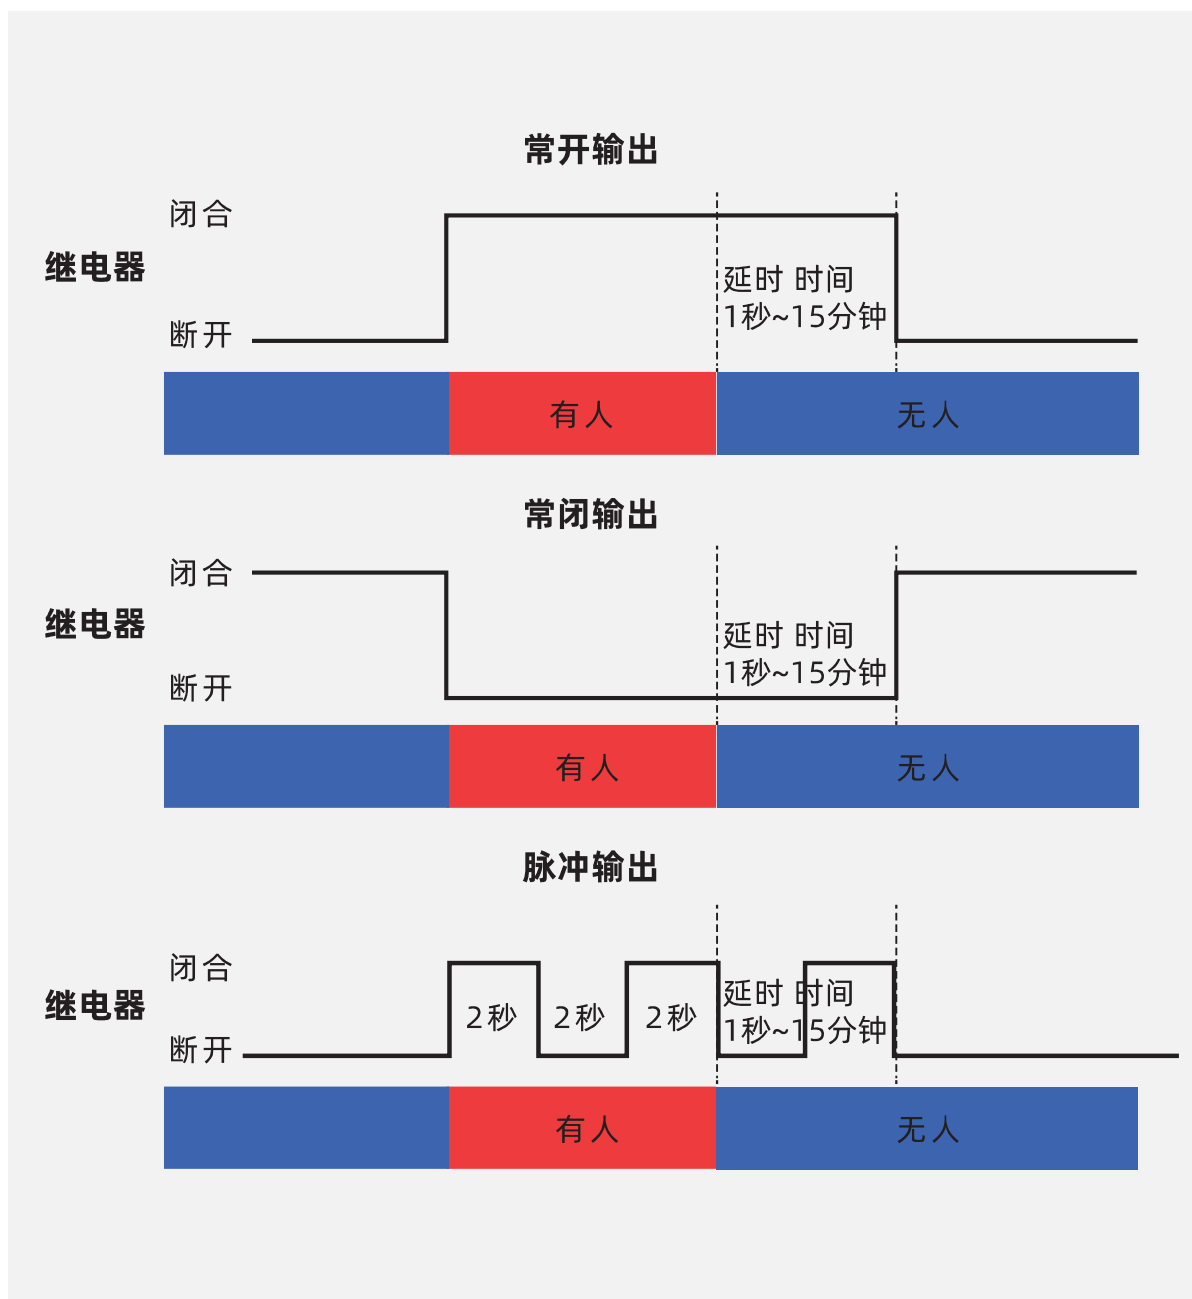 常开输出
闭合
继电器
延时 时间
1秒~15分钟
断开
有人
无人
常闭输出
闭合
继电器
延时 时间
1秒~15分钟
断开
有人
无人
脉冲输出
闭合
继电器
2秒
2秒
2秒
延时 时间
1秒~15分钟
断开
有人
无人